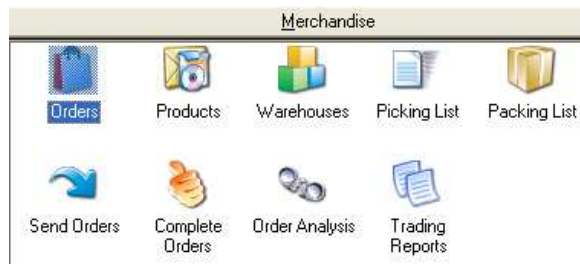 Merchandise
Orders
Products
Warehouses
Picking List
Packing List
Send Orders
Complete
Orders
Order Analysis
Trading
Reports